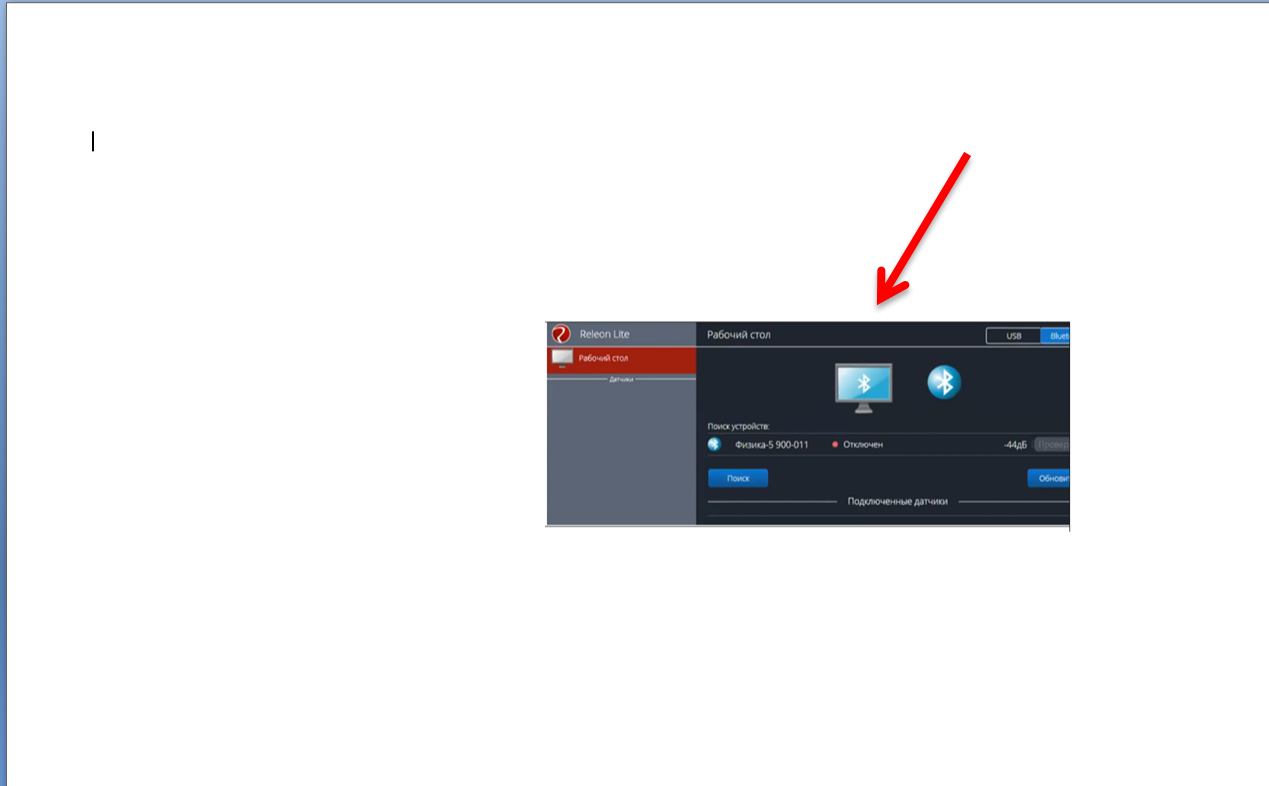 Releon Lite
Рабочий стол
USB
Рабочий стол
Датчики
Поиск устройств:
Физика-5 900-011
Отключен
-44дБ
Поиск
Подключенные датчики